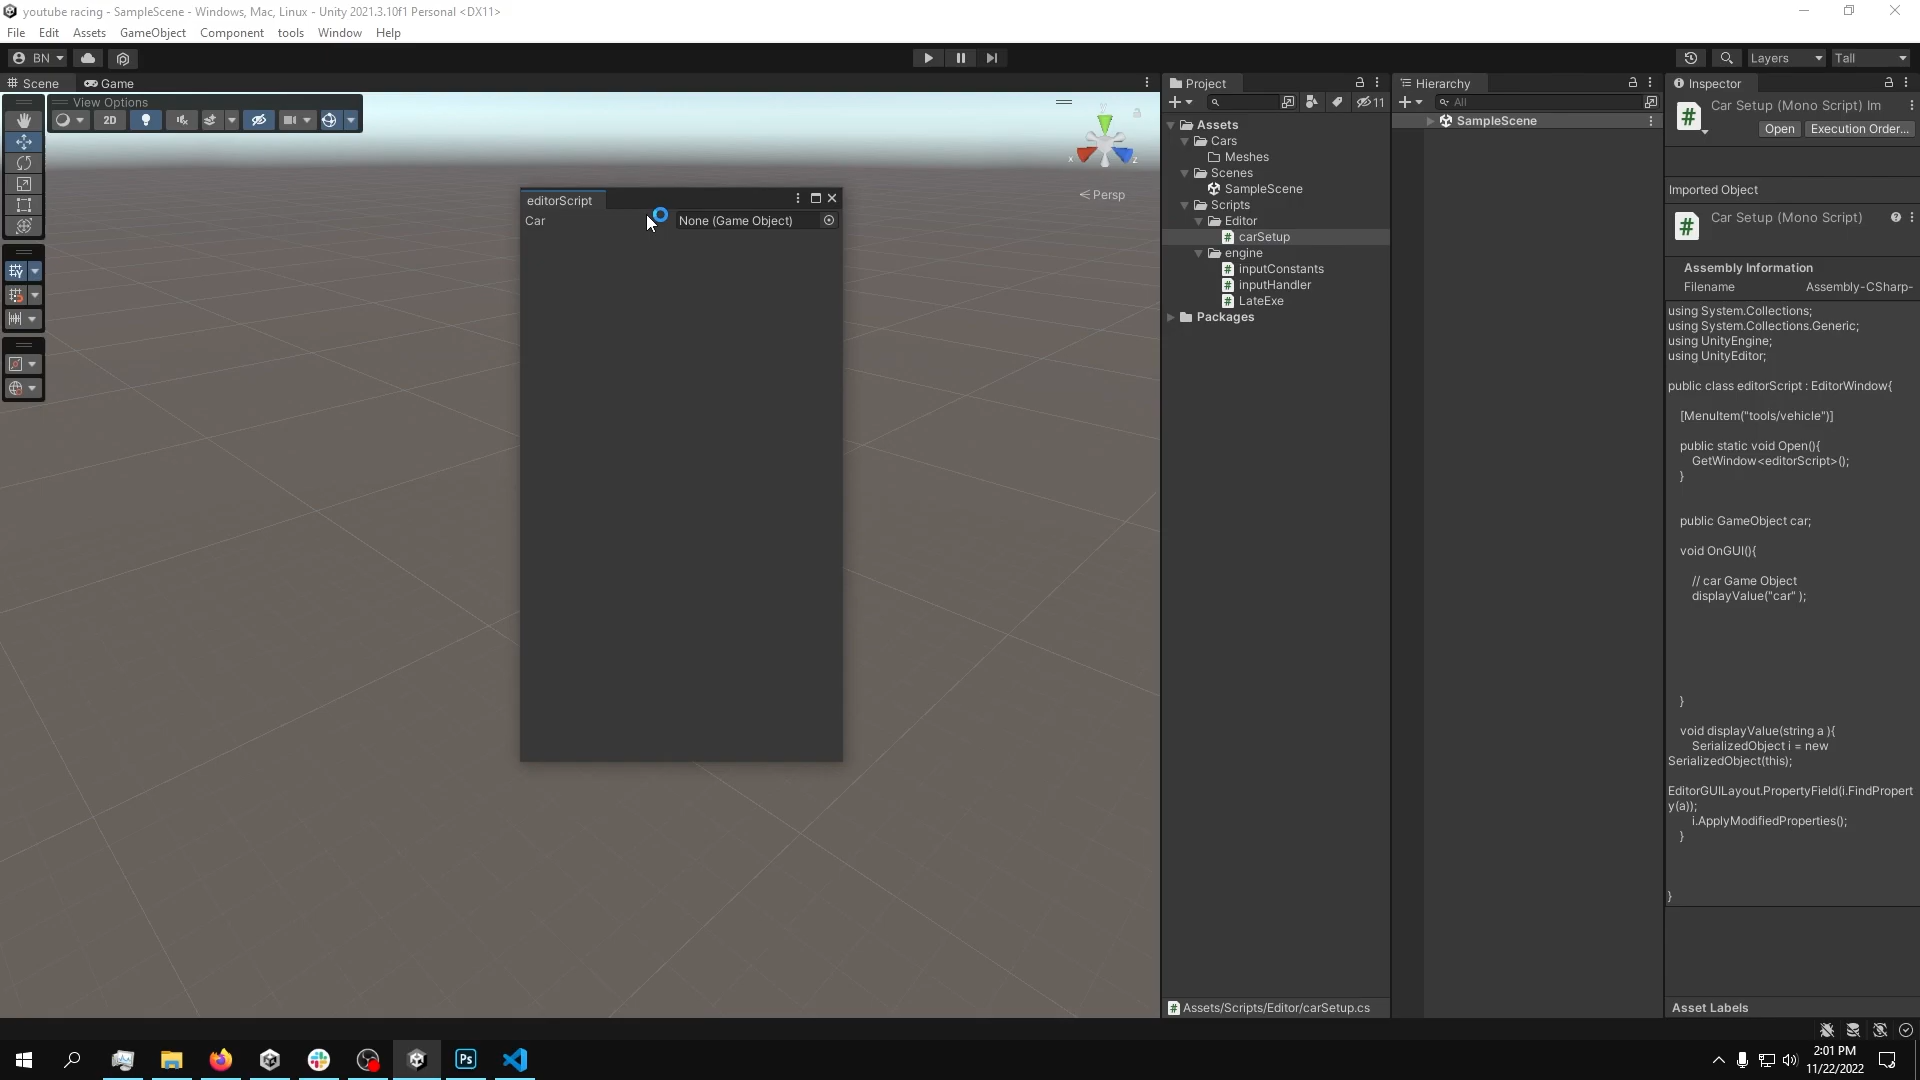 youtube racing - SampleScene - Windows, Mac, Linux - Unity 2021.3.10f1 Personal <DX11>
File Edit Assets GameObject Component tools Window Help
BN
Layers
Tall
Scene
Game
View Options
2D
Persp
editorScript
Car
None (Game Object)
Project
11
Assets
Cars
Meshes
Scenes
SampleScene
Scripts
Editor
carSetup
engine
inputConstants
inputHandler
LateExe
Packages
Assets/Scripts/Editor/carSetup.cs
Hierarchy
All
SampleScene
Inspector
Car Setup (Mono Script) Im
Open
Execution Order...
Imported Object
Car Setup (Mono Script)
Assembly Information
Filename Assembly-CSharp-
using System.Collections;
using System.Collections.Generic;
using UnityEngine;
using UnityEditor;
public class editorScript : EditorWindow{
[MenuItem("tools/vehicle")]
public static void Open(){
GetWindow<editorScript>();
}
public GameObject car;
void OnGUI(){
// car Game Object
displayValue("car" );
}
void displayValue(string a ){
SerializedObject i = new
SerializedObject(this);
EditorGUILayout.PropertyField(i.FindPropert
y(a));
i.ApplyModifiedProperties();
}
}
Asset Labels
Ps
2:01 PM
11/22/2022